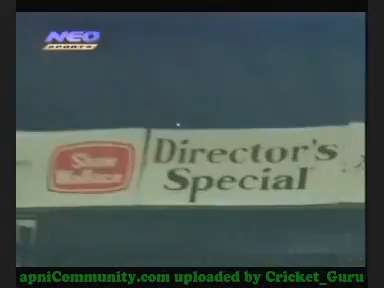 NEO
SPORTS
Shaw
Wallace
Director's
Special
apniCommunity.com uploaded by Cricket_Guru